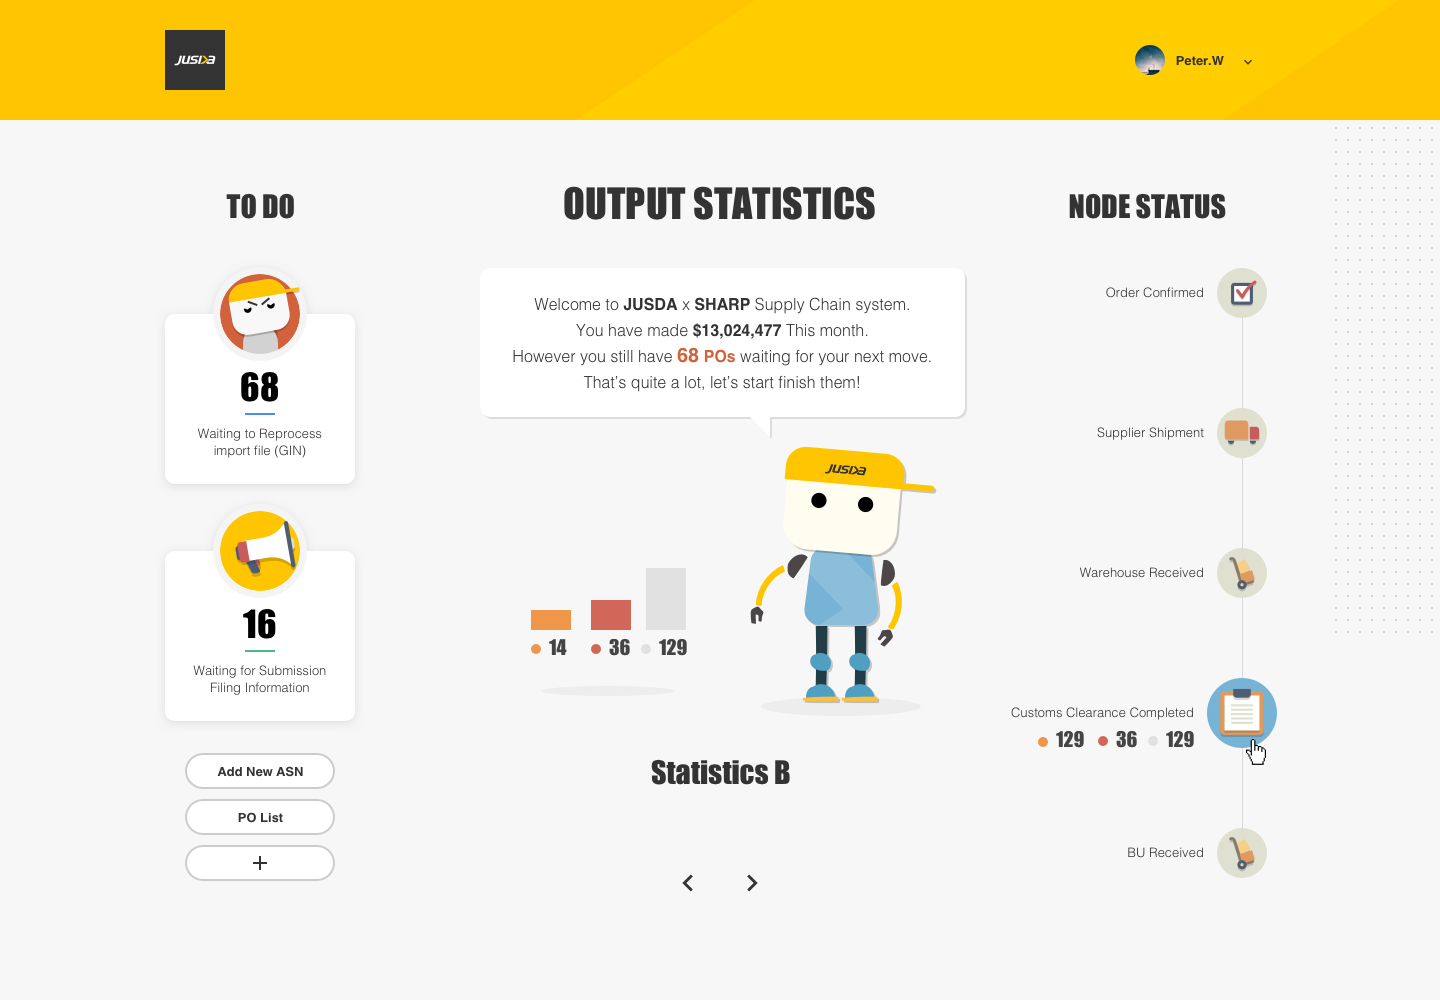 JUSDA
Peter.W
TO DO
68
Waiting to Reprocess
import file (GIN)
16
Waiting for Submission
Filing Information
Add New ASN
PO List
+
OUTPUT STATISTICS
Welcome to JUSDA x SHARP Supply Chain system.
You have made $13,024,477 This month.
However you still have 68 POs waiting for your next move.
That's quite a lot, let's start finish them!
JUSDA
14 36 129
Statistics B
NODE STATUS
Order Confirmed
Supplier Shipment
Warehouse Received
Customs Clearance Completed
129 36 129
BU Received